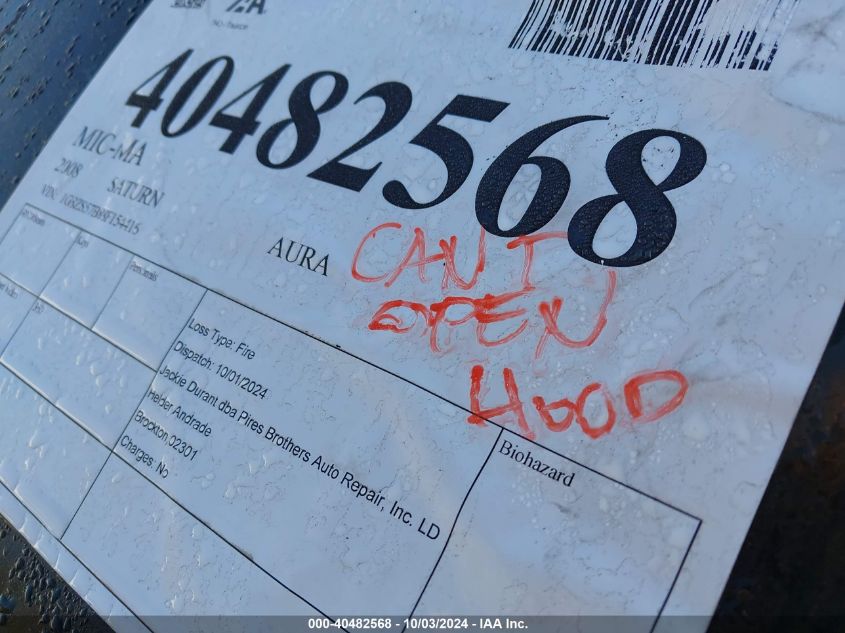 40482568
MIC-MA
2008 SATURN
AURA
CAN'T
OPEN
HOOD
Personals
Loss Type: Fire
Dispatch: 10/01/2024
Jackie Durant dba Pires Brothers Auto Repair, Inc. LD
Helder Andrade
Brockton 02301
Charges: No
Biohazard
000-40482568 - 10/03/2024 - IAA Inc.